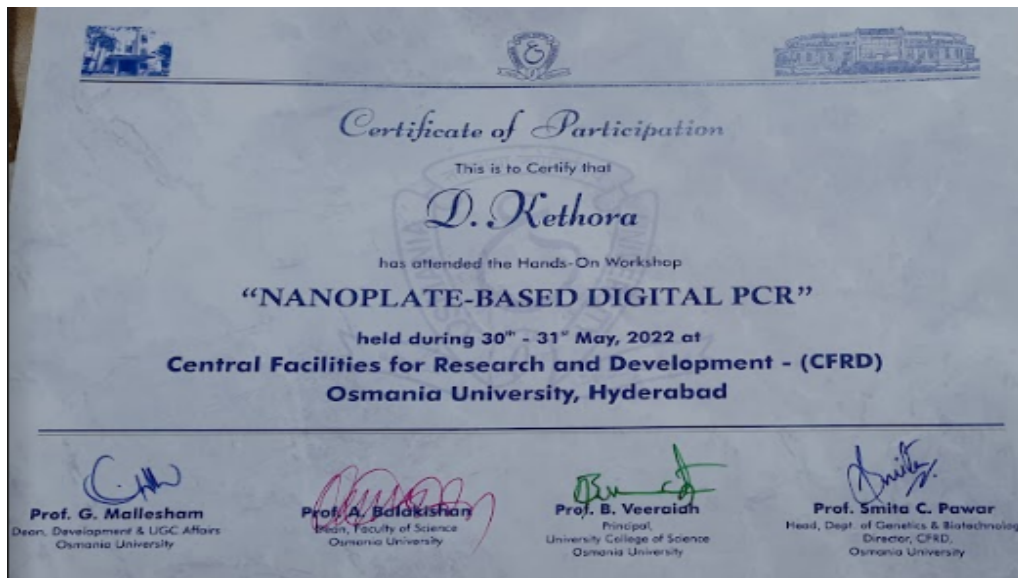 Certificate of Participation
This is to Certify that
D. Kethora
has attended the Hands-On Workshop
“NANOPLATE-BASED DIGITAL PCR”
held during 30th - 31st May, 2022 at
Central Facilities for Research and Development - (CFRD)
Osmania University, Hyderabad
Prof. G. Mallesham
Dean, Development & UGC Affairs
Osmania University
Prof. A. Balakishan
Dean, Faculty of Science
Osmania University
Prof. B. Veeraiah
Principal,
University College of Science
Osmania University
Smita
Prof. Smita C. Pawar
Head, Dept. of Genetics & Biotechnolog
Director, CFRD,
Osmania University